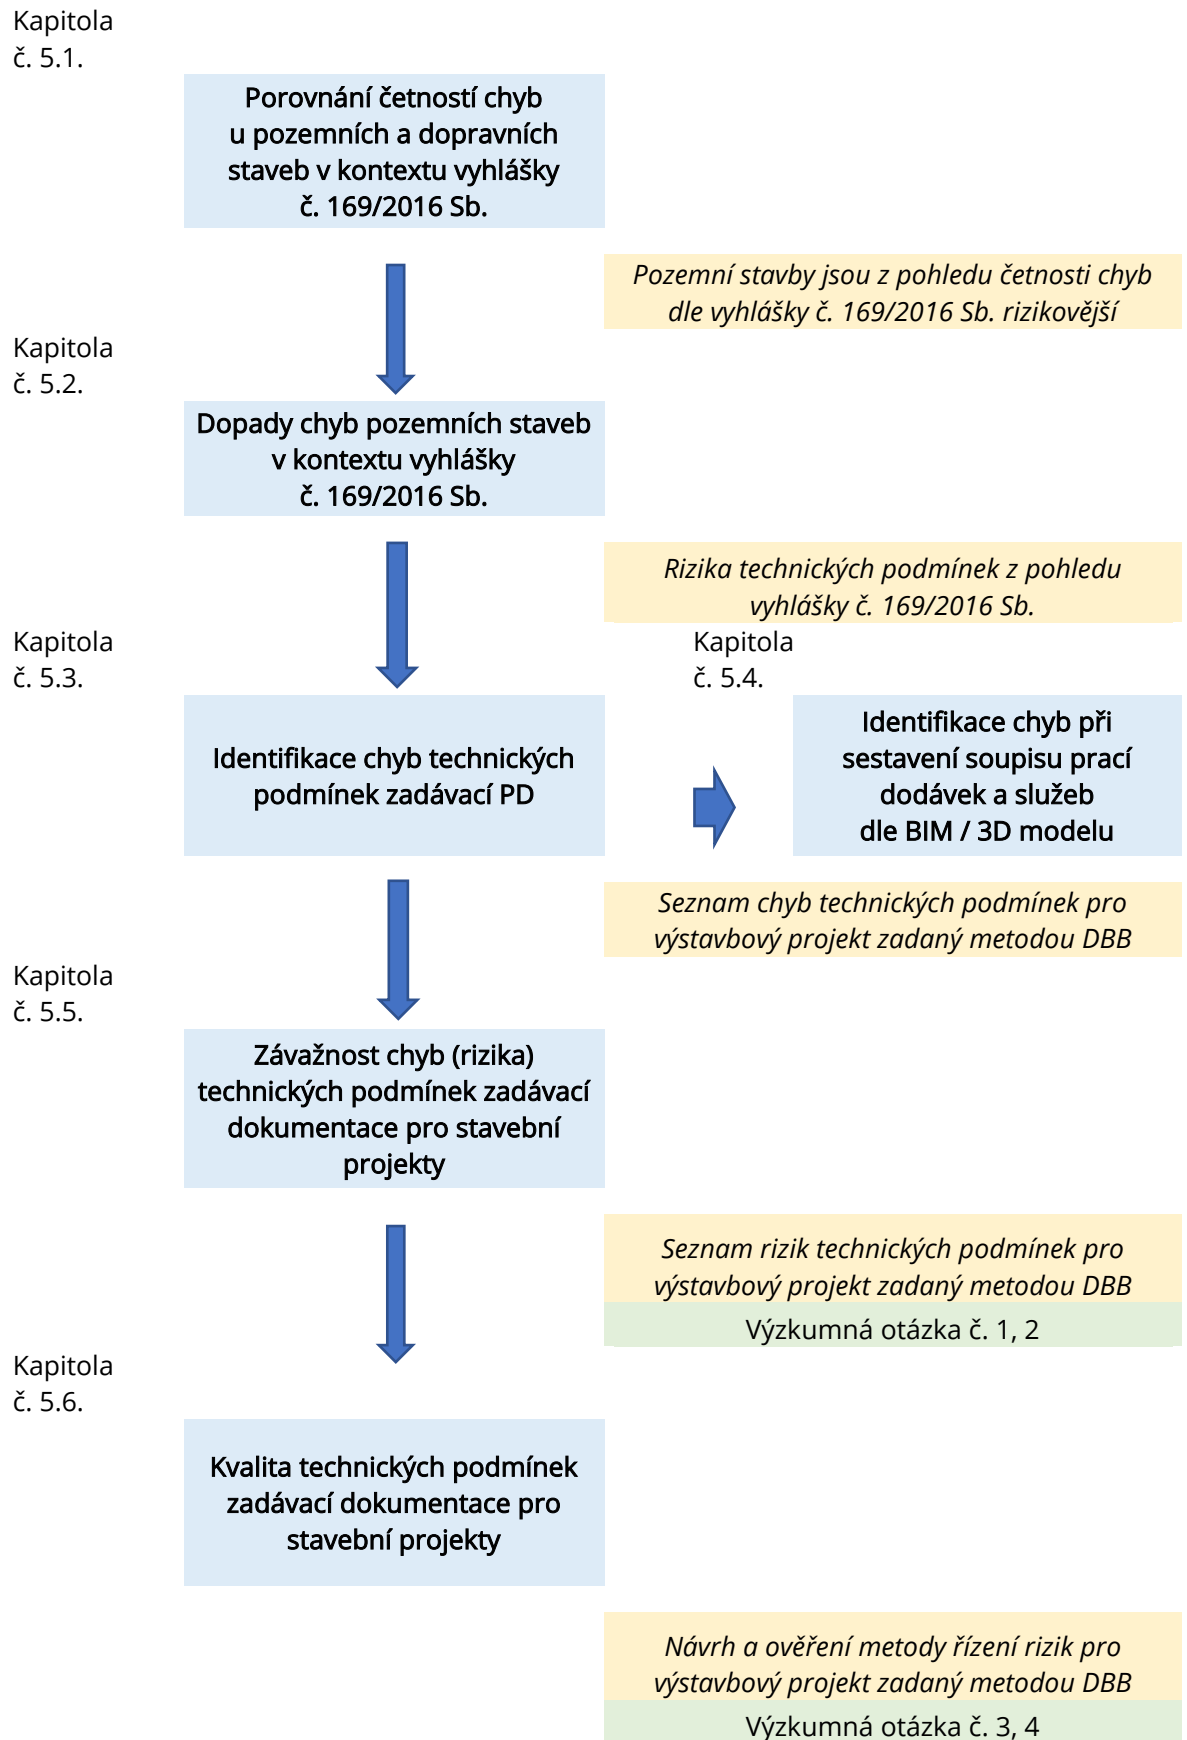 Kapitola
č. 5.1.
Porovnání četností chyb
u pozemních a dopravních
staveb v kontextu vyhlášky
č. 169/2016 Sb.
Pozemní stavby jsou z pohledu četnosti chyb
dle vyhlášky č. 169/2016 Sb. rizikovější
Kapitola
č. 5.2.
Dopady chyb pozemních staveb
v kontextu vyhlášky
č. 169/2016 Sb.
Rizika technických podmínek z pohledu
vyhlášky č. 169/2016 Sb.
Kapitola
č. 5.3.
Identifikace chyb technických
podmínek zadávací PD
Kapitola
č. 5.4.
Identifikace chyb při
sestavení soupisu prací
dodávek a služeb
dle BIM / 3D modelu
Seznam chyb technických podmínek pro
výstavbový projekt zadaný metodou DBB
Kapitola
č. 5.5.
Závažnost chyb (rizika)
technických podmínek zadávací
dokumentace pro stavební
projekty
Seznam rizik technických podmínek pro
výstavbový projekt zadaný metodou DBB
Výzkumná otázka č. 1, 2
Kapitola
č. 5.6.
Kvalita technických podmínek
zadávací dokumentace pro
stavební projekty
Návrh a ověření metody řízení rizik pro
výstavbový projekt zadaný metodou DBB
Výzkumná otázka č. 3, 4